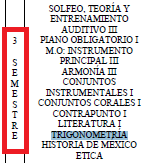 SOLFEO, TEORÍA Y
ENTRENAMIENTO
AUDITIVO III
PIANO OBLIGATORIO I
M.O: INSTRUMENTO
PRINCIPAL III
ARMONÍA III
CONJUNTOS
INSTRUMENTALES I
CONJUNTOS CORALES I
CONTRAPUNTO I
LITERATURA I
TRIGONOMETRÍA
HISTORIA DE MÉXICO
ETICA
3
S
E
M
E
S
T
R
E